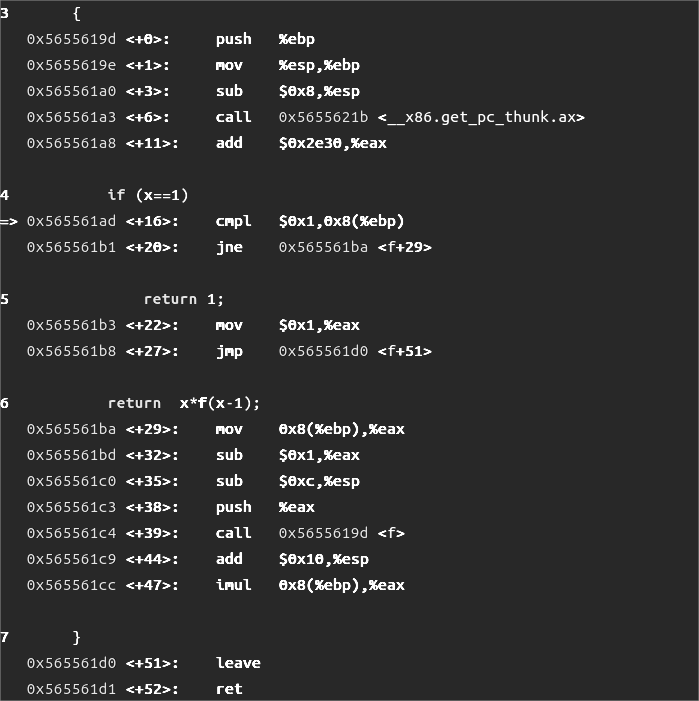 3 {
0x5655619d <+0>: push %ebp
0x5655619e <+1>: mov %esp,%ebp
0x565561a0 <+3>: sub $0x8,%esp
0x565561a3 <+6>: call 0x5655621b <__x86.get_pc_thunk.ax>
0x565561a8 <+11>: add $0x2e30,%eax
4 if (x==1)
=> 0x565561ad <+16>: cmpl $0x1,0x8(%ebp)
0x565561b1 <+20>: jne 0x565561ba <f+29>
5 return 1;
0x565561b3 <+22>: mov $0x1,%eax
0x565561b8 <+27>: jmp 0x565561d0 <f+51>
6 return x*f(x-1);
0x565561ba <+29>: mov 0x8(%ebp),%eax
0x565561bd <+32>: sub $0x1,%eax
0x565561c0 <+35>: sub $0xc,%esp
0x565561c3 <+38>: push %eax
0x565561c4 <+39>: call 0x5655619d <f>
0x565561c9 <+44>: add $0x10,%esp
0x565561cc <+47>: imul 0x8(%ebp),%eax
7 }
0x565561d0 <+51>: leave
0x565561d1 <+52>: ret